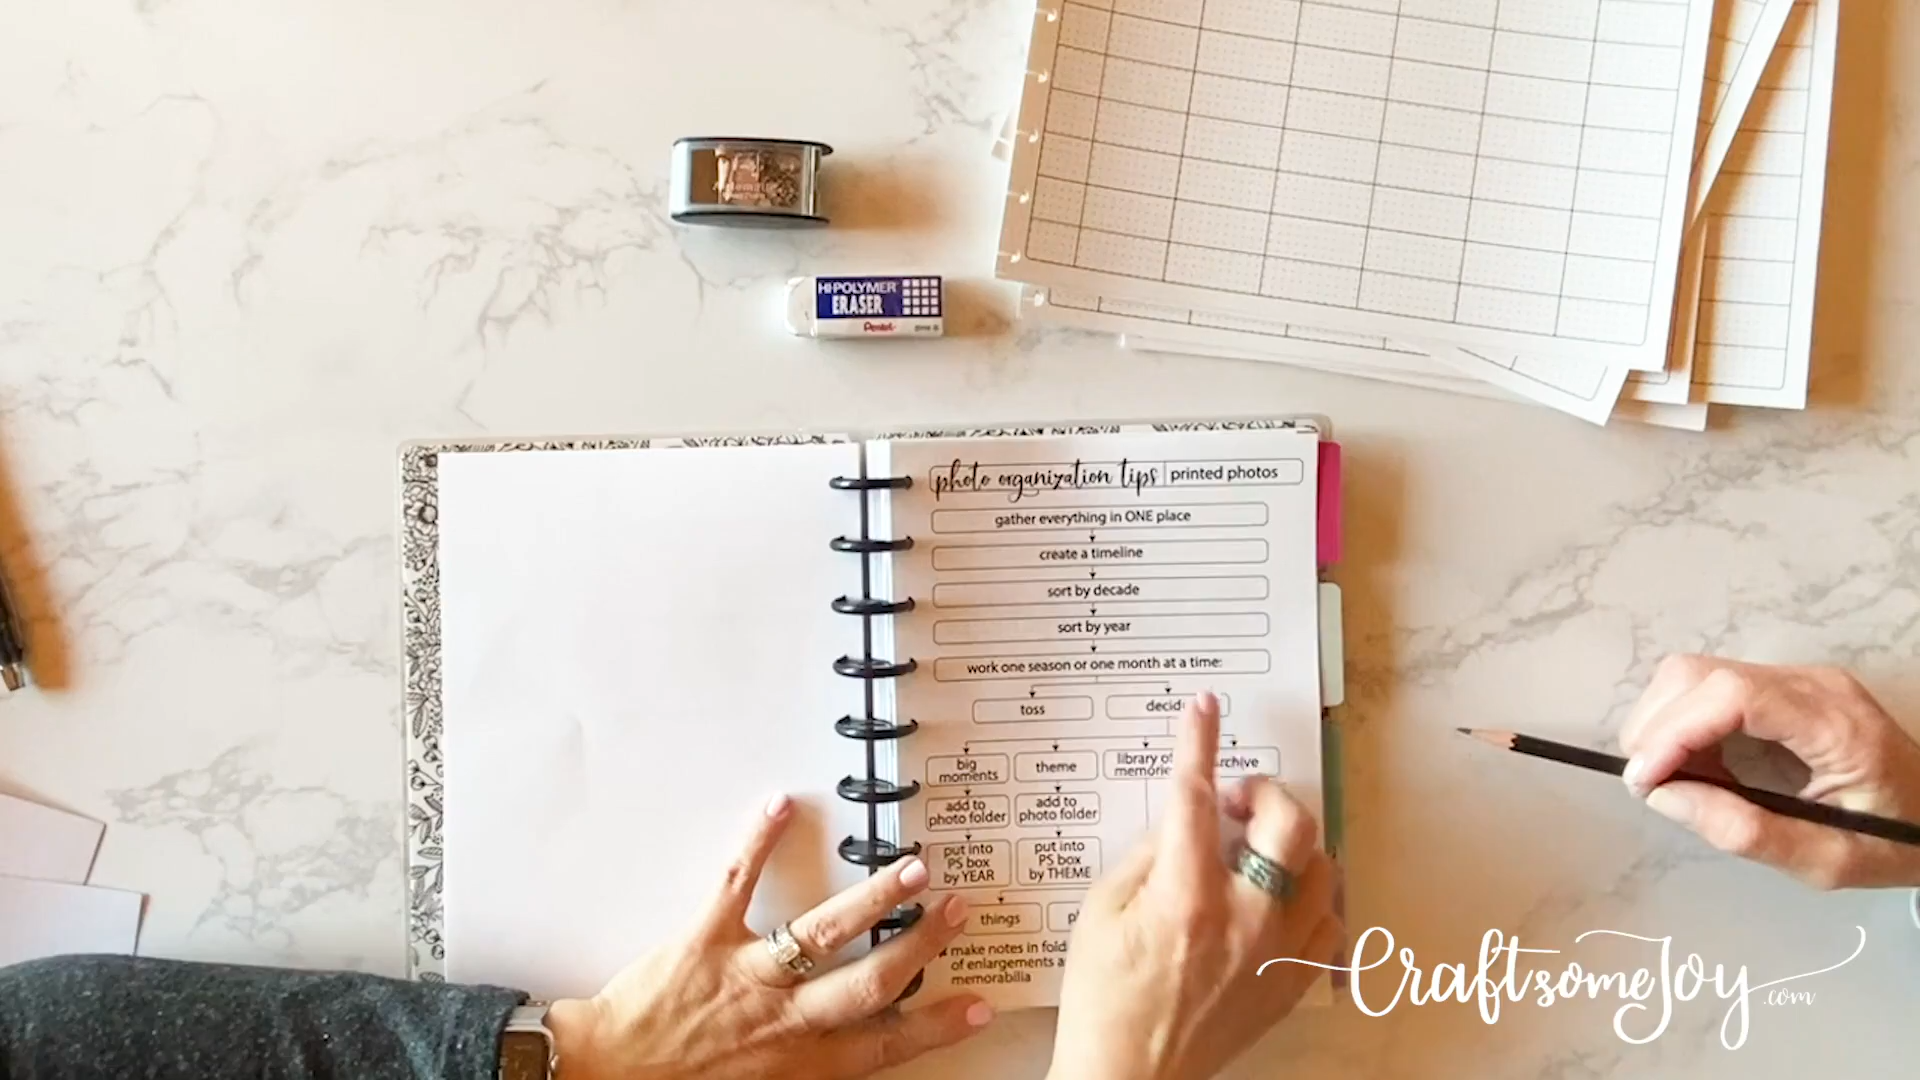 HI-POLYMER
ERASER
Pentel
photo organization tips printed photos
gather everything in ONE place
create a timeline
sort by decade
sort by year
work one season or one month at a time:
toss
big
moments
theme
library of
add to
photo folder
add to
photo folder
put into
PS box
by YEAR
put into
PS box
by THEME
things
make notes in
of enlargements
memorabilia
CraftsomeJoy.com